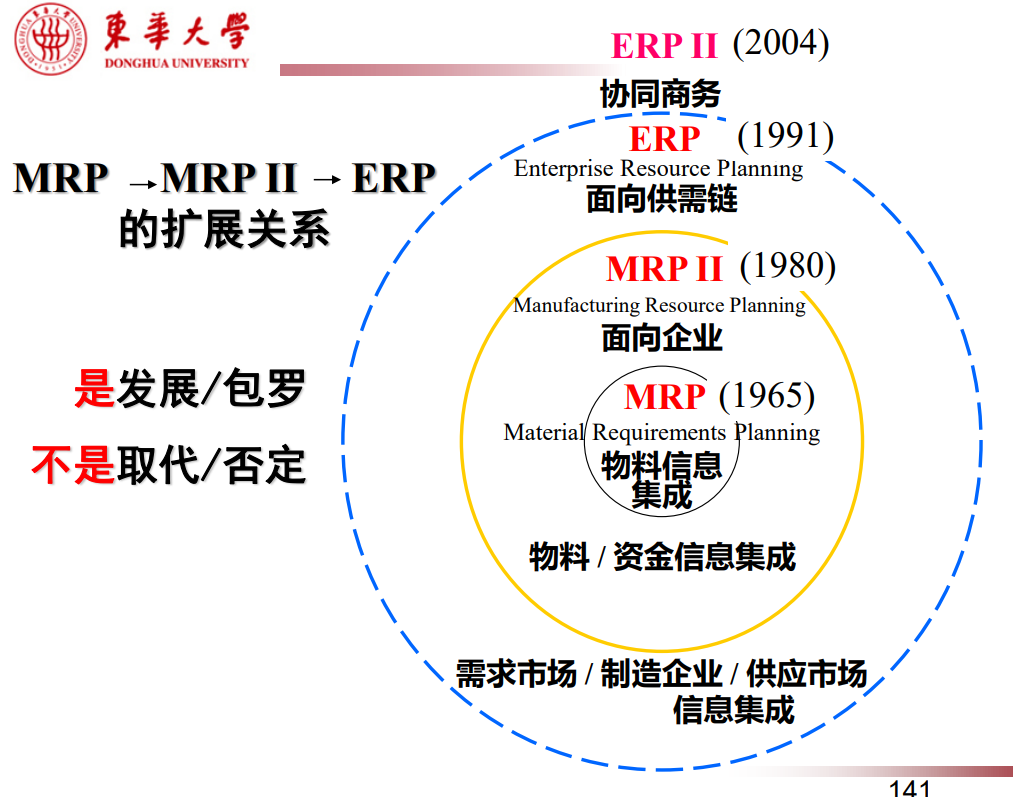 東華大學
DONGHUA UNIVERSITY
ERP II (2004)
协同商务
ERP (1991)
Enterprise Resource Planning
面向供需链
MRP → MRP II → ERP
的扩展关系
MRP II (1980)
Manufacturing Resource Planning
面向企业
是发展/包罗
不是取代/否定
MRP (1965)
Material Requirements Planning
物料信息
集成
物料 / 资金信息集成
需求市场 / 制造企业 / 供应市场
信息集成
141